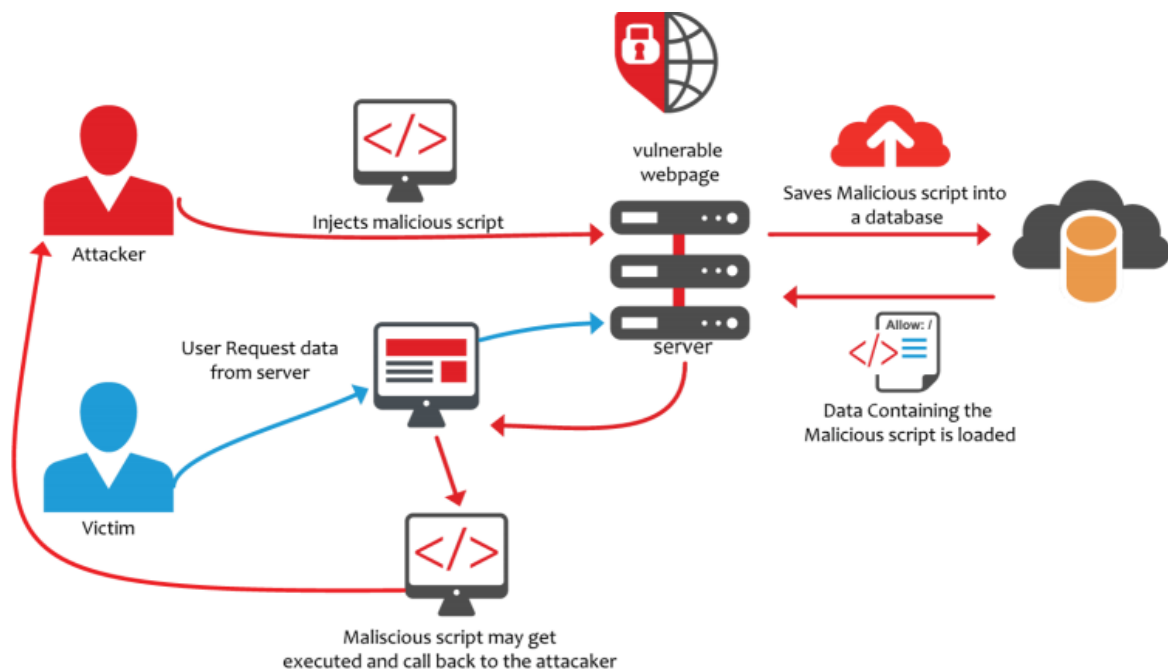 vulnerable
webpage
</>
Injects malicious script
Saves Malicious script into
a database
Attacker
server
User Request data
from server
Allow: /
</>
Data Containing the
Malicious script is loaded
Victim
</>
Maliscious script may get
executed and call back to the attacaker